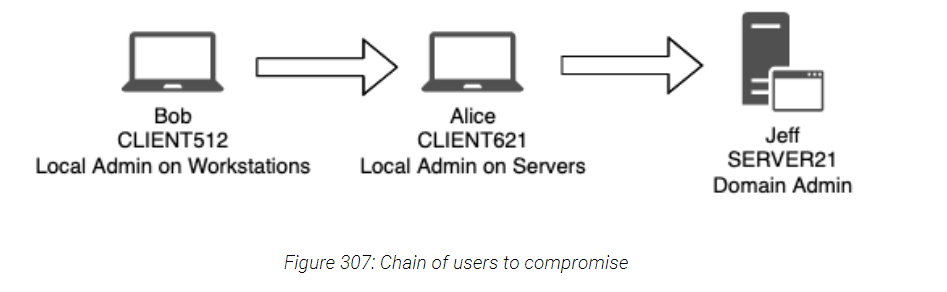 Bob
CLIENT512
Local Admin on Workstations
Alice
CLIENT621
Local Admin on Servers
Jeff
SERVER21
Domain Admin
Figure 307: Chain of users to compromise